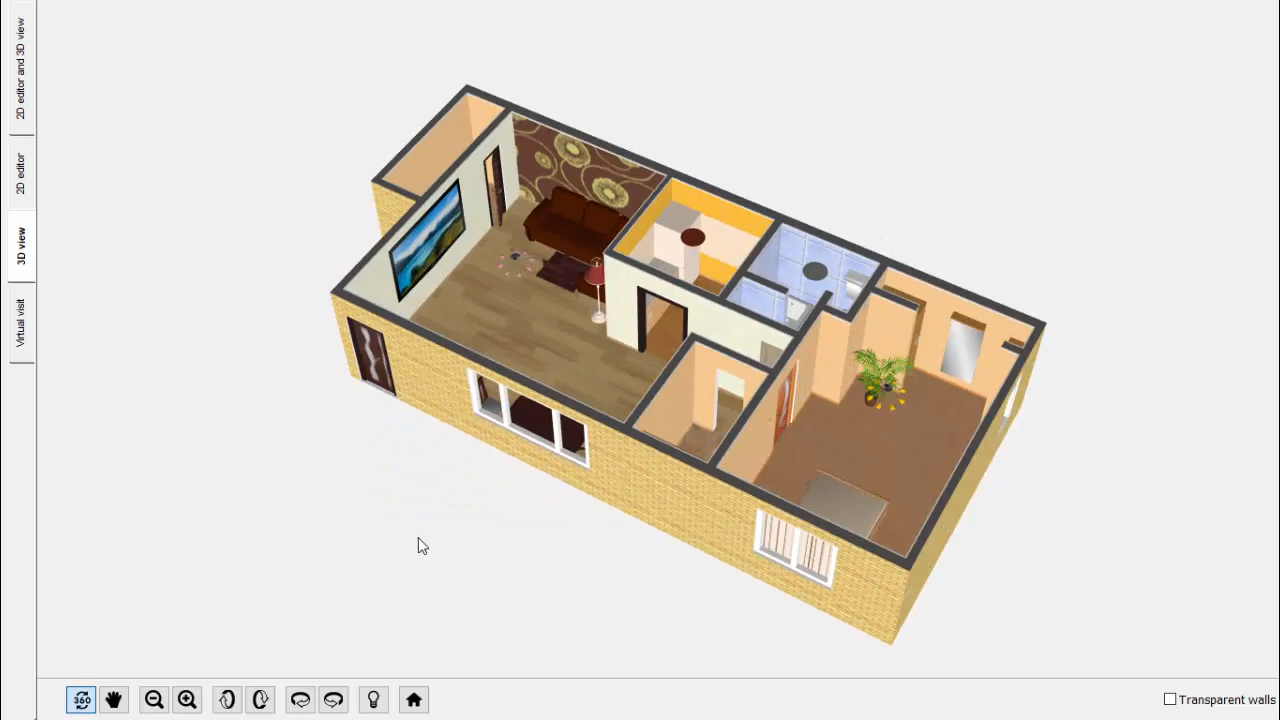 2D editor and 3D view
2D editor
3D view
Virtual visit
360
Transparent walls